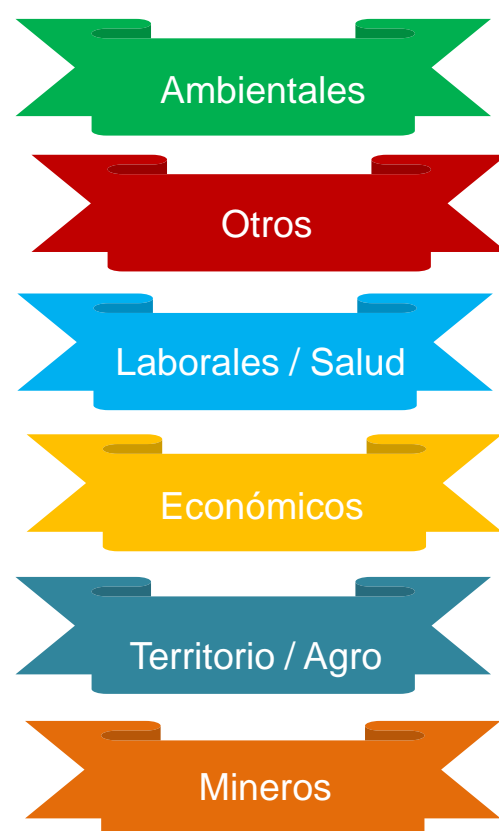 Ambientales
Otros
Laborales / Salud
Económicos
Territorio / Agro
Mineros